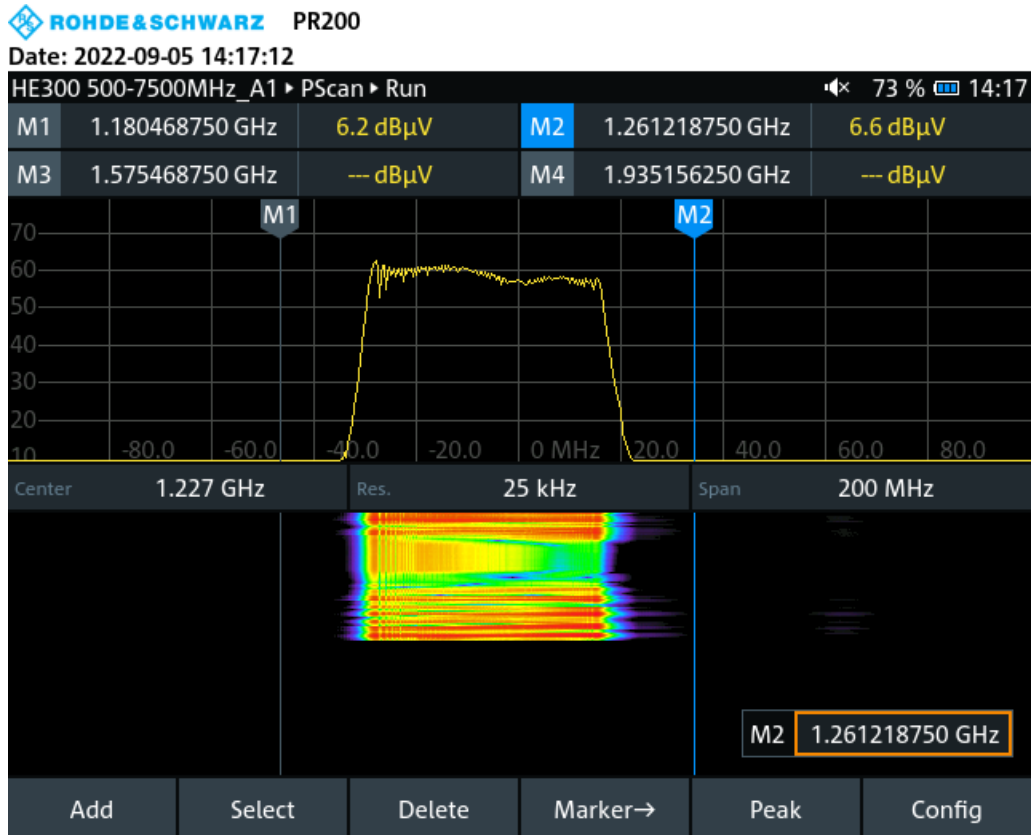 ROHDE&SCHWARZ PR200
Date: 2022-09-05 14:17:12
HE300 500-7500MHz_A1 ▸ PScan ▸ Run 73 % 14:17
M1 1.180468750 GHz 6.2 dBµV M2 1.261218750 GHz 6.6 dBµV
M3 1.575468750 GHz --- dBµV M4 1.935156250 GHz --- dBµV
M1 M2
70
60
50
40
30
20
10 -80.0 -60.0 -40.0 -20.0 0 MHz 20.0 40.0 60.0 80.0
Center 1.227 GHz Res. 25 kHz Span 200 MHz
M2 1.261218750 GHz
Add Select Delete Marker→ Peak Config